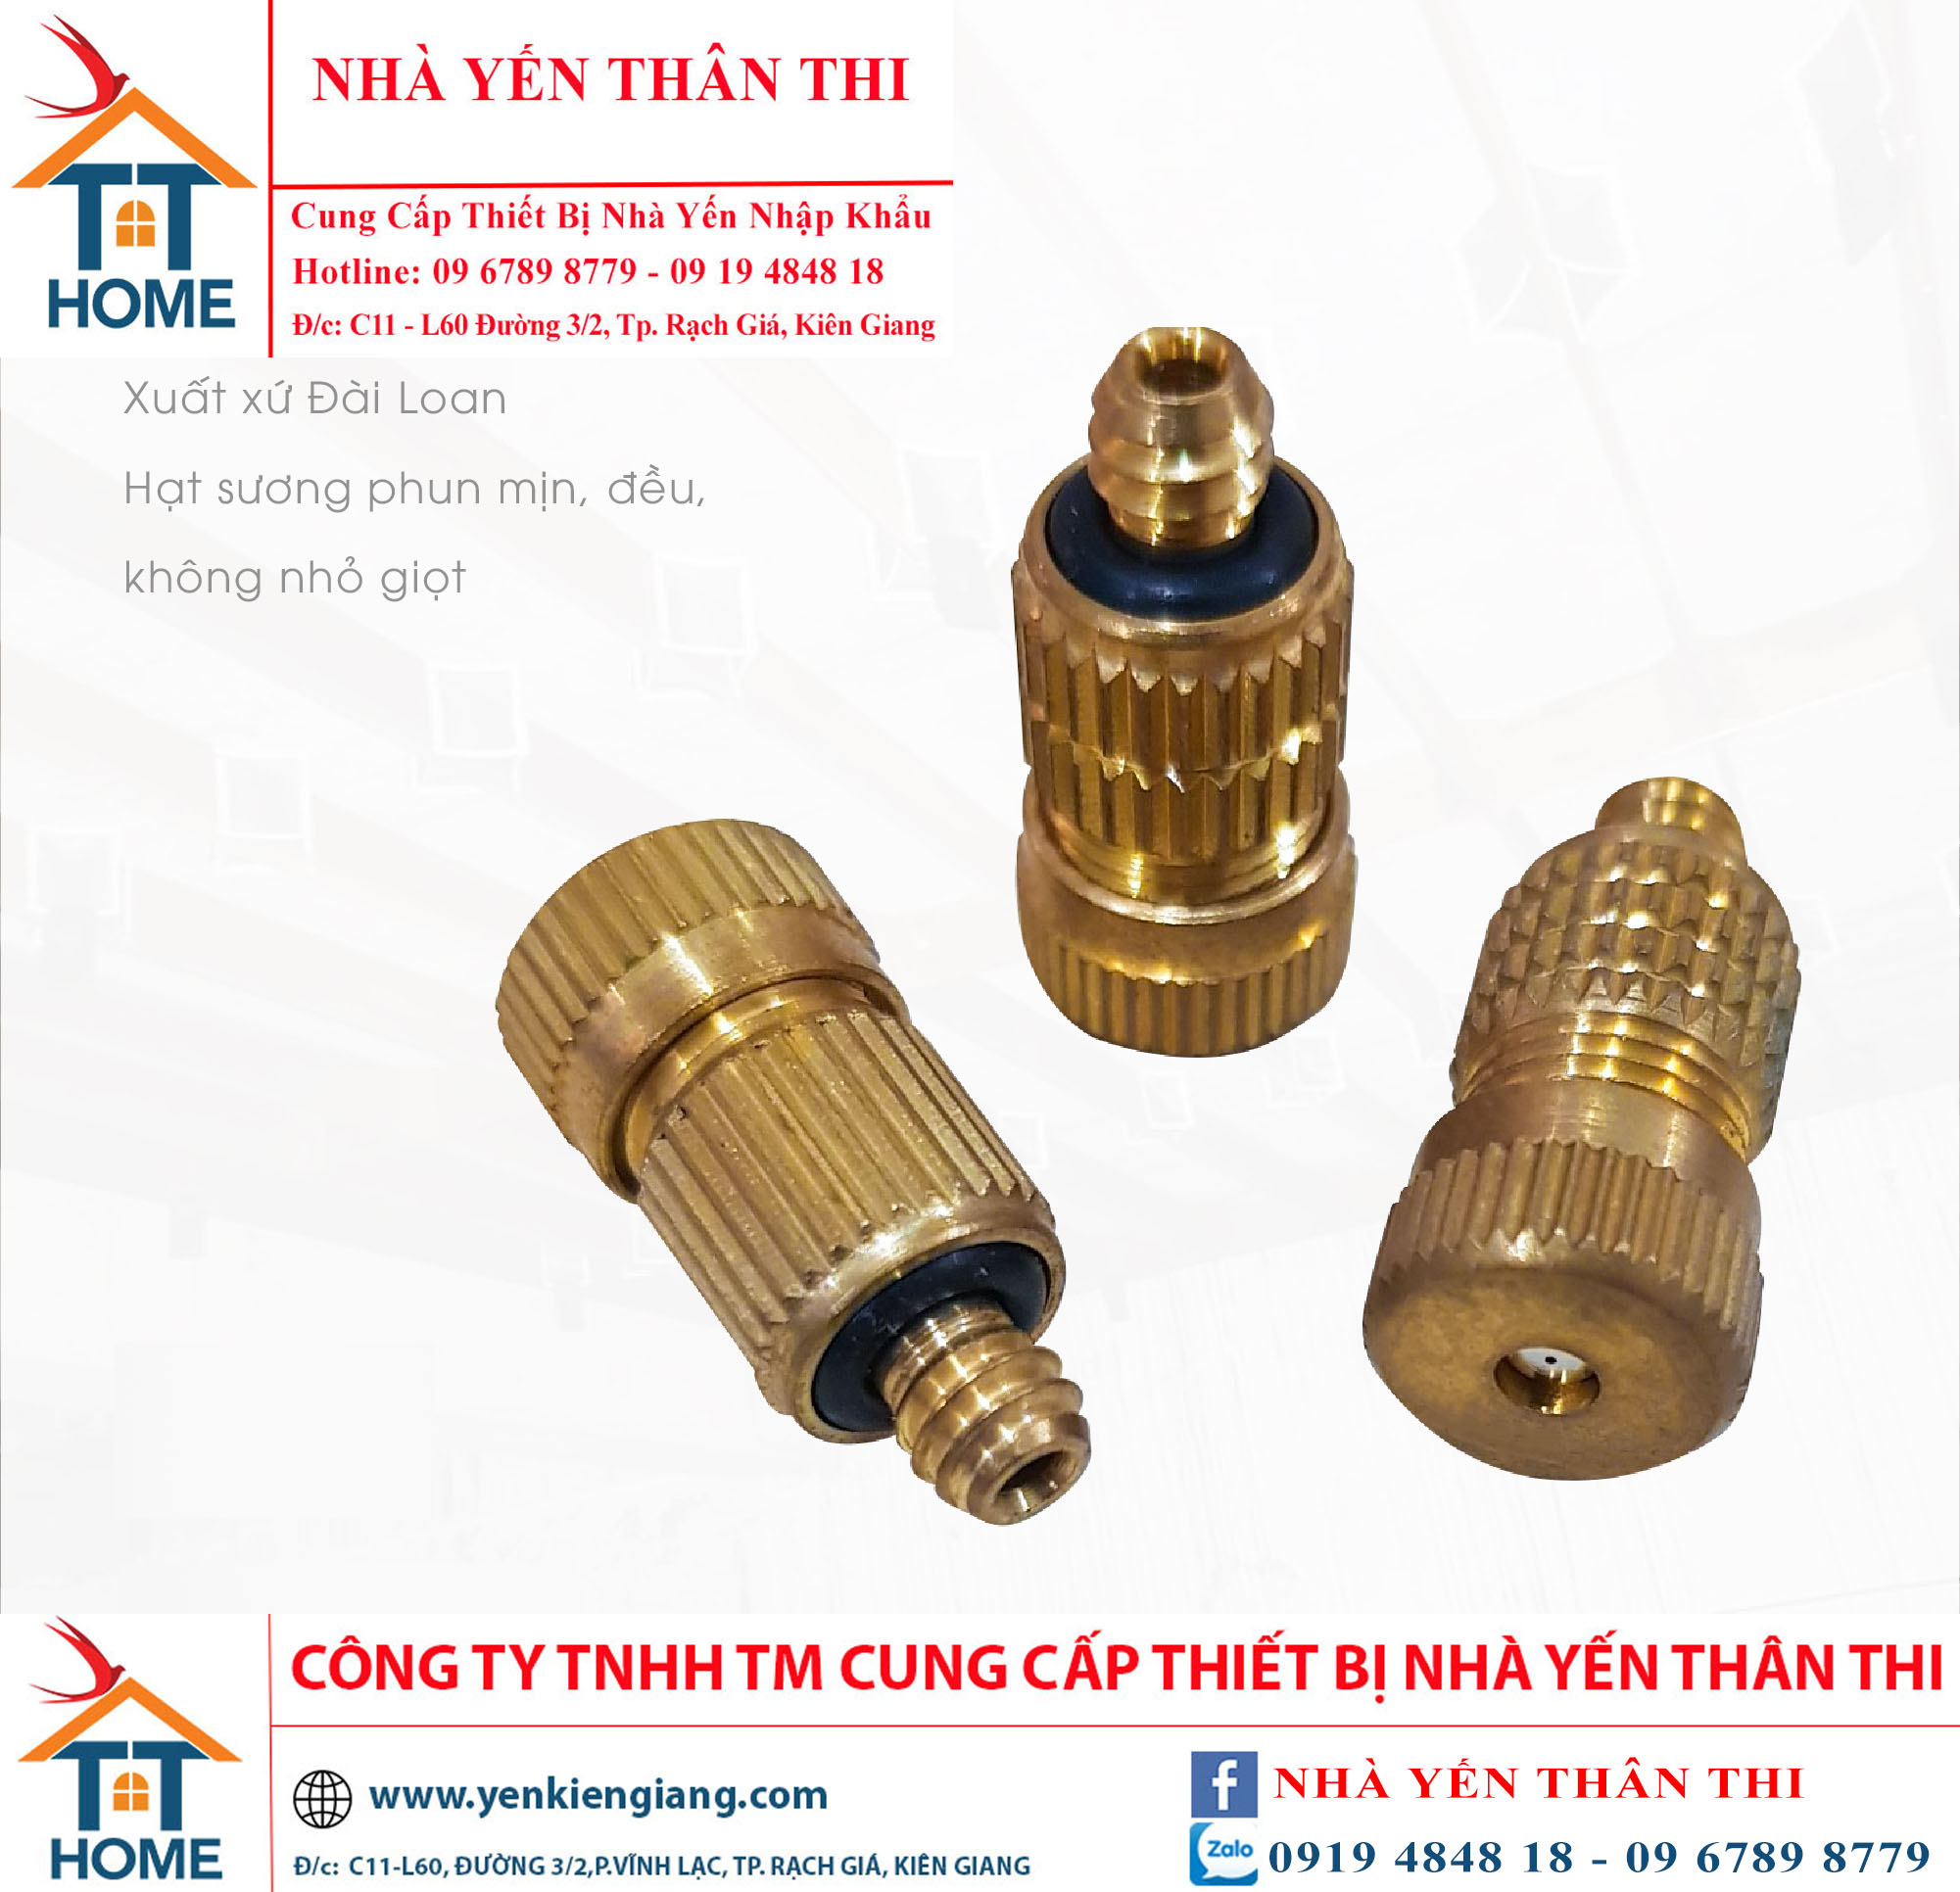 NHÀ YẾN THÂN THI
TT
HOME
Cung Cấp Thiết Bị Nhà Yến Nhập Khẩu
Hotline: 09 6789 8779 - 09 19 4848 18
Đ/c: C11 - L60 Đường 3/2, Tp. Rạch Giá, Kiên Giang
Xuất xứ Đài Loan
Hạt sương phun mịn, đều,
không nhỏ giọt
CÔNG TY TNHH TM CUNG CẤP THIẾT BỊ NHÀ YẾN THÂN THI
TT
HOME
www.yenkiengiang.com
Đ/c: C11-L60, ĐƯỜNG 3/2,P.VĨNH LẠC, TP. RẠCH GIÁ, KIÊN GIANG
f NHÀ YẾN THÂN THI
Zalo 0919 4848 18 - 09 6789 8779